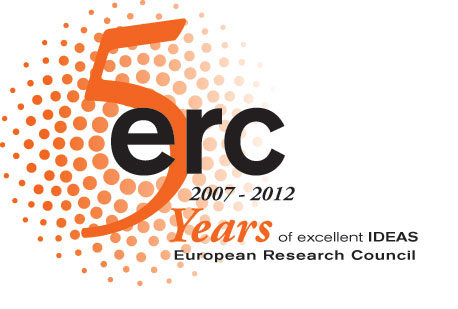 5
erc
2007 - 2012
Years of excellent IDEAS
European Research Council